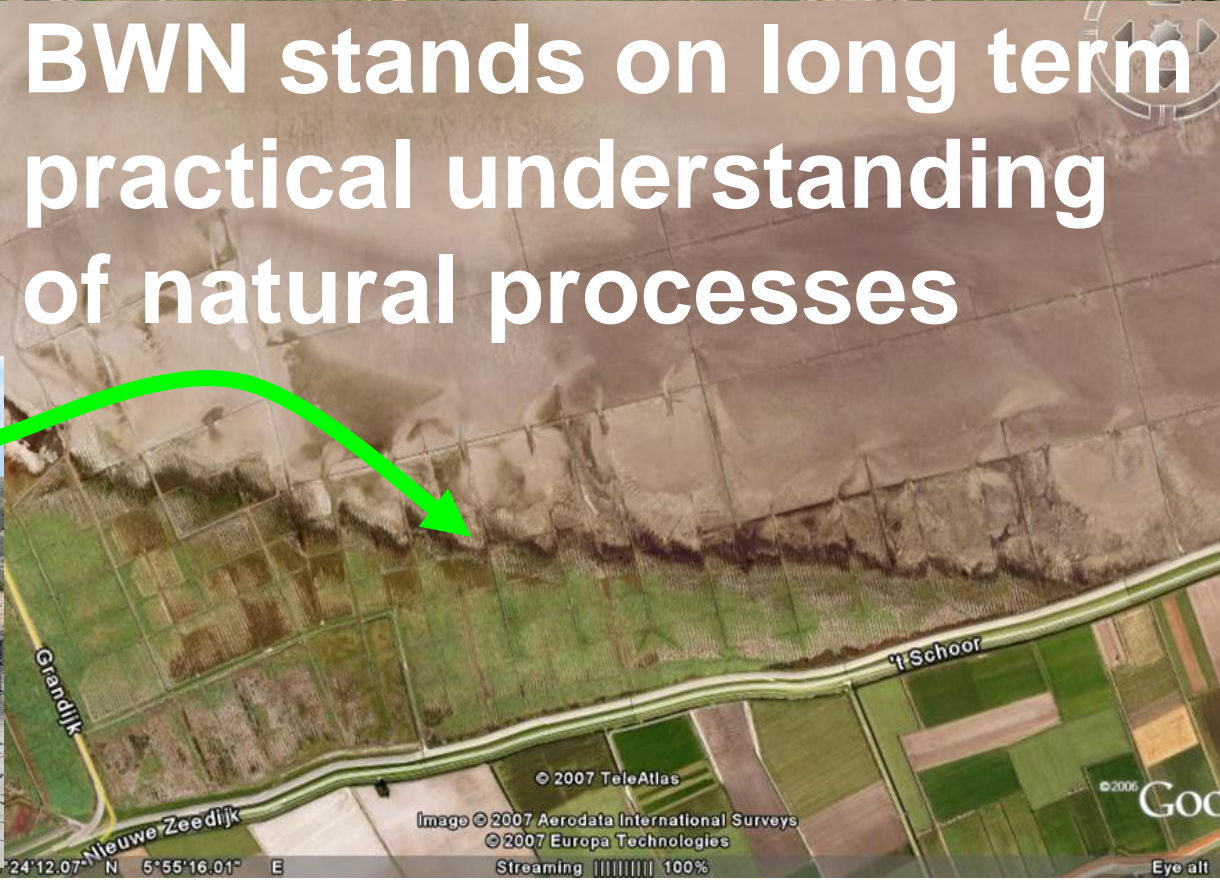 BWN stands on long term
practical understanding
of natural processes
Grandijk
't Schoor
© 2007 TeleAtlas
©2006 Goo
Nieuwe Zeedijk
Image © 2007 Aerodata International Surveys
© 2007 Europa Technologies
°24'12.07" N 5°55'16.01" E Streaming |||||||||| 100% Eye alt